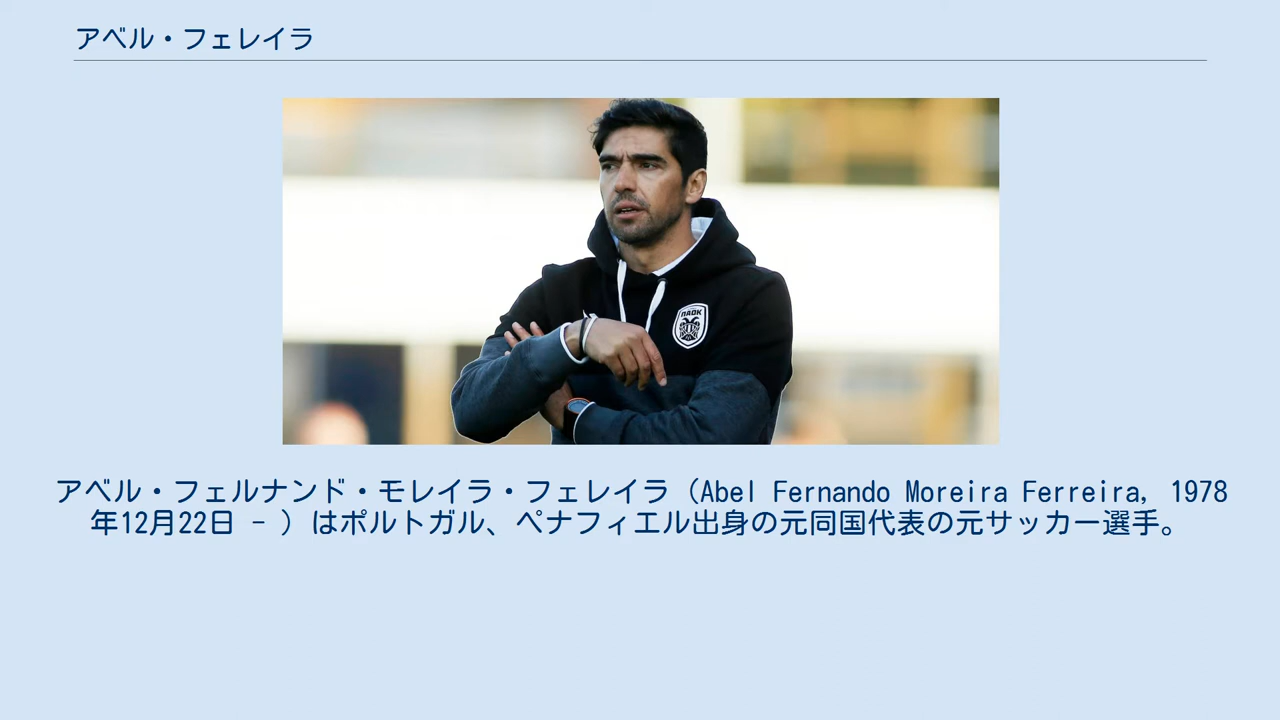 アベル・フェレイラ
ΠΑΟΚ
アベル・フェルナンド・モレイラ・フェレイラ（Abel Fernando Moreira Ferreira, 1978
年12月22日 - ）はポルトガル、ペナフィエル出身の元同国代表の元サッカー選手。